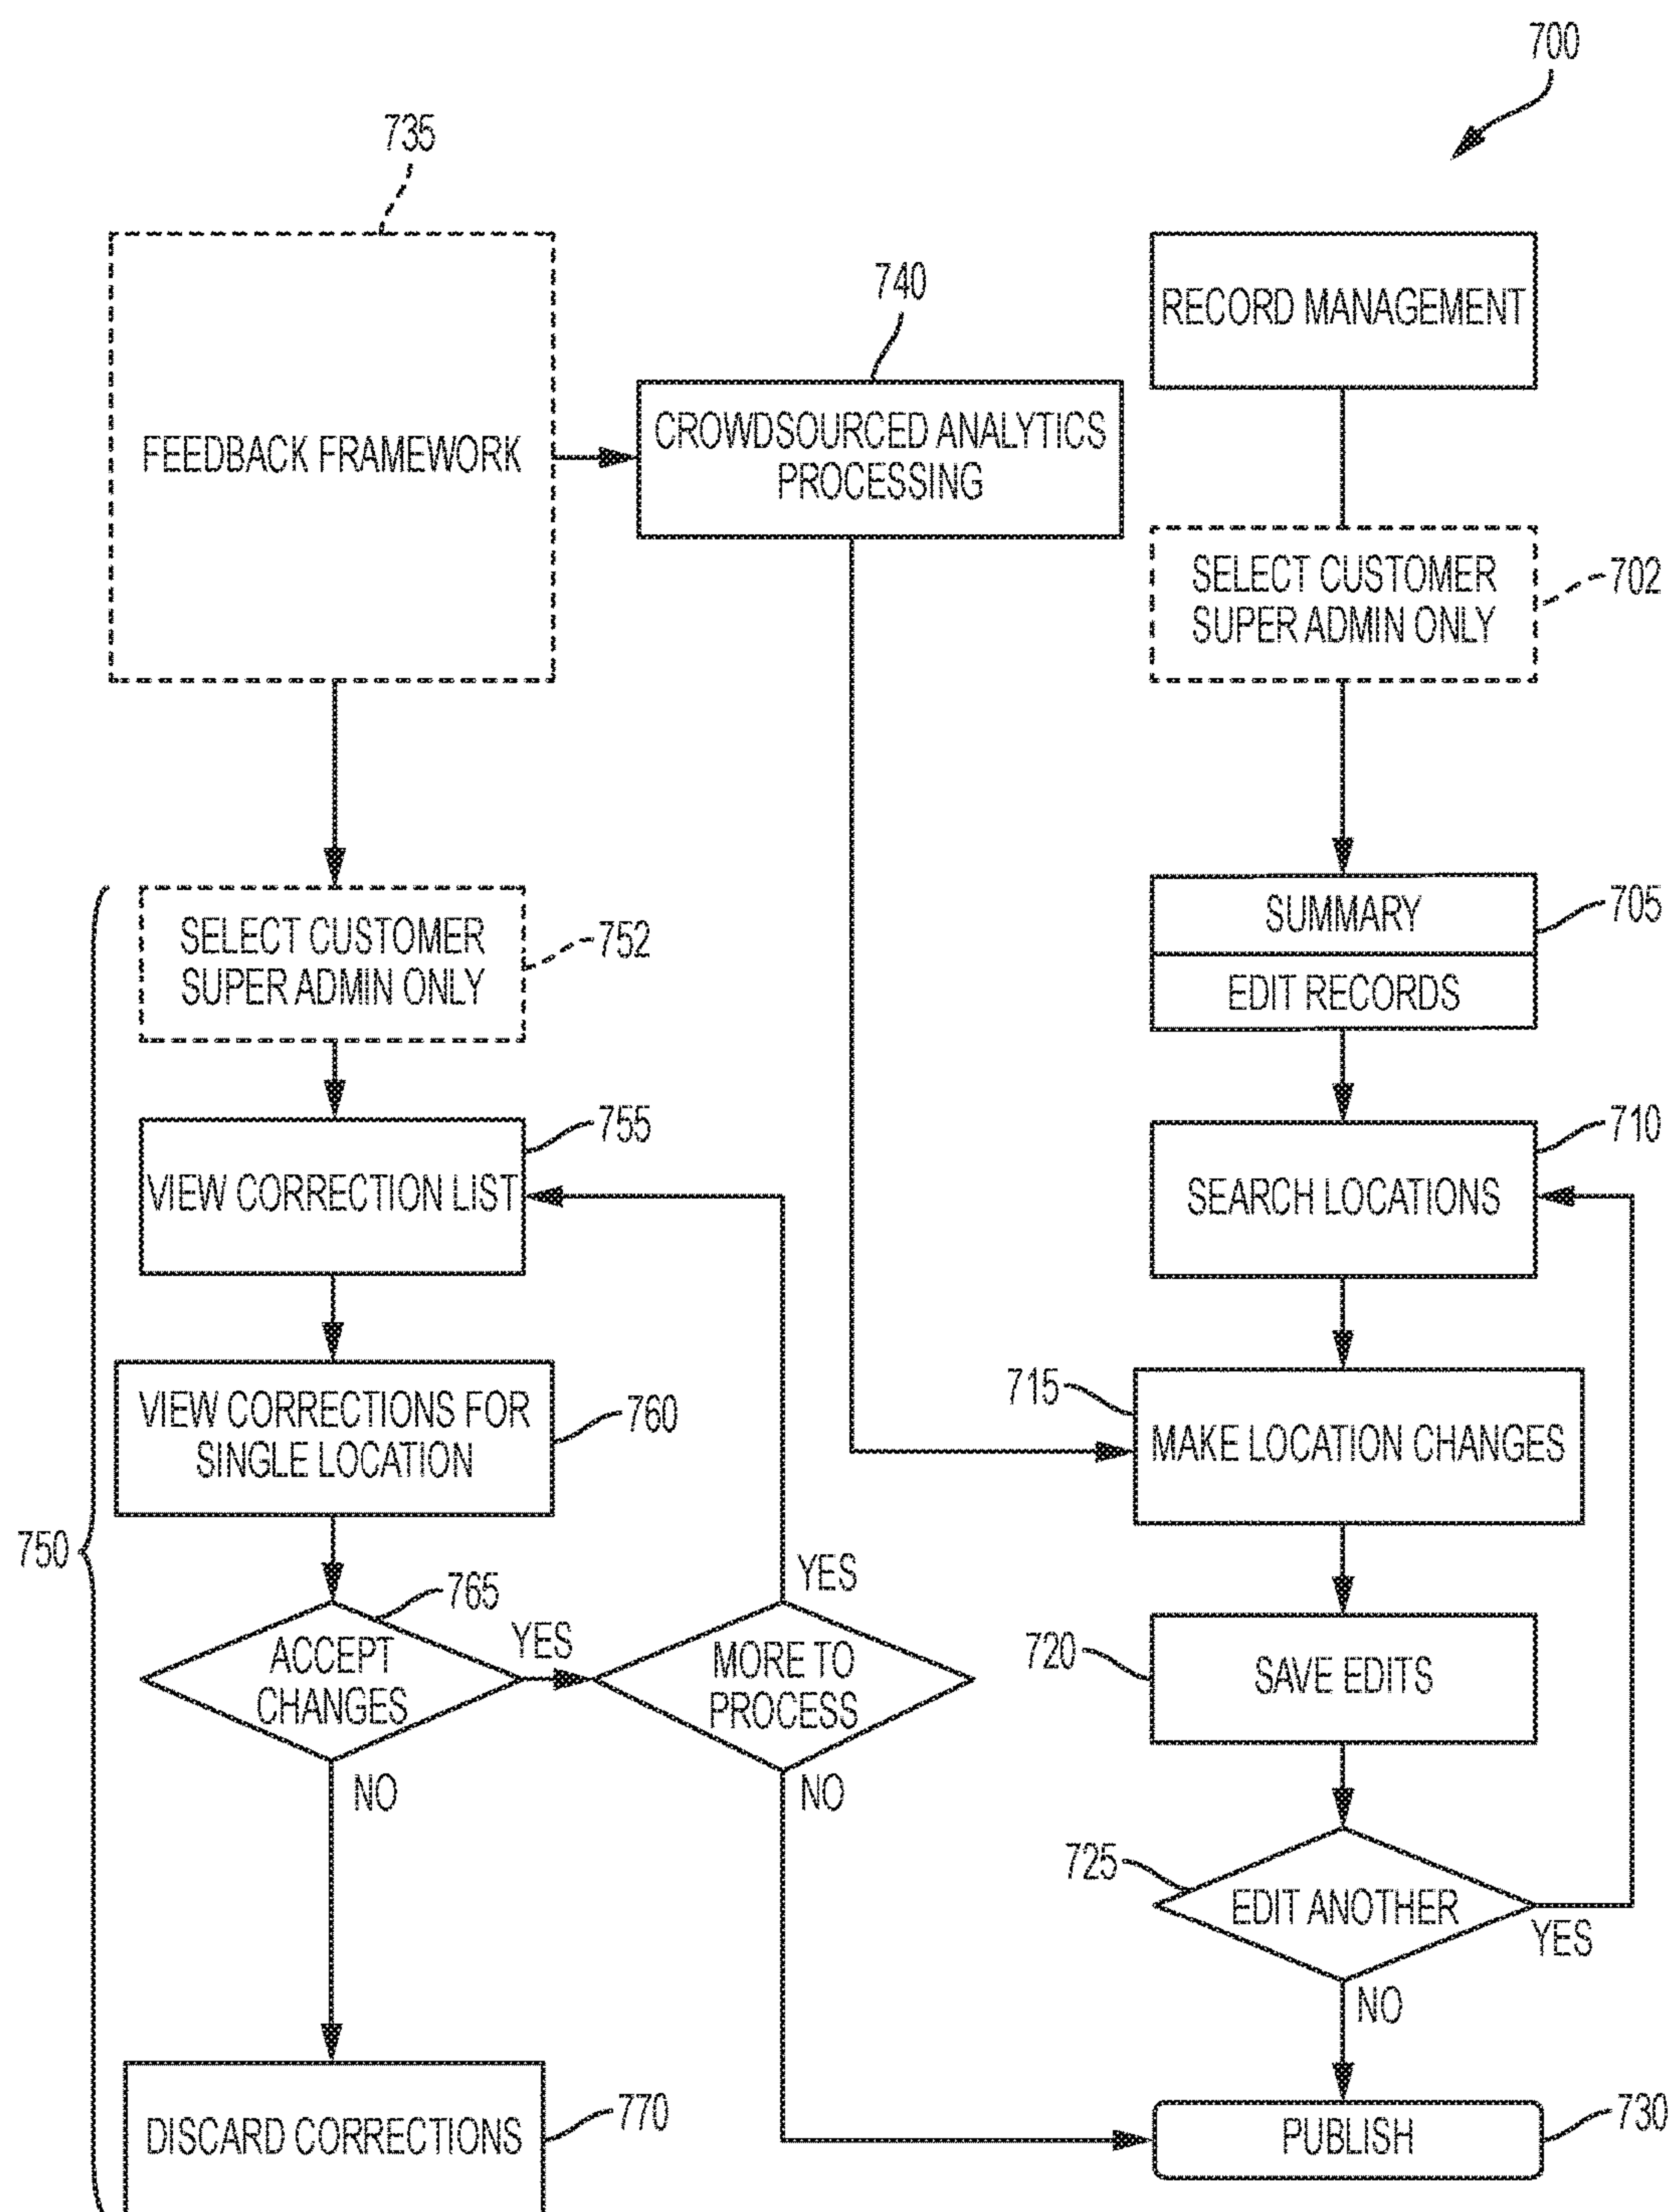 700
735
740
RECORD MANAGEMENT
FEEDBACK FRAMEWORK
CROWDSOURCED ANALYTICS
PROCESSING
SELECT CUSTOMER
SUPER ADMIN ONLY
702
SUMMARY
705
EDIT RECORDS
SELECT CUSTOMER
SUPER ADMIN ONLY
752
755
VIEW CORRECTION LIST
710
SEARCH LOCATIONS
VIEW CORRECTIONS FOR
SINGLE LOCATION
760
715
MAKE LOCATION CHANGES
750
765
ACCEPT
CHANGES
YES
NO
YES
MORE TO
PROCESS
NO
720
SAVE EDITS
725
EDIT ANOTHER
YES
NO
DISCARD CORRECTIONS
770
PUBLISH
730